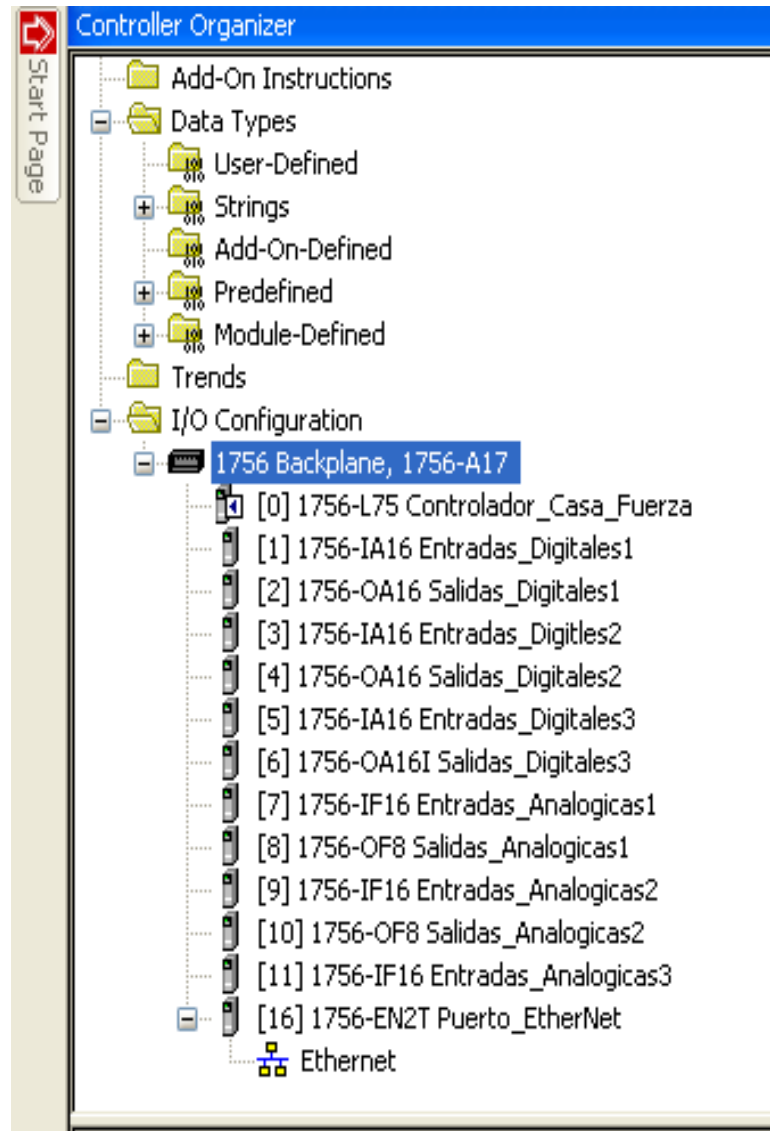 Controller Organizer
Start Page
Add-On Instructions
Data Types
User-Defined
Strings
Add-On-Defined
Predefined
Module-Defined
Trends
I/O Configuration
1756 Backplane, 1756-A17
[0] 1756-L75 Controlador_Casa_Fuerza
[1] 1756-IA16 Entradas_Digitales1
[2] 1756-OA16 Salidas_Digitales1
[3] 1756-IA16 Entradas_Digitles2
[4] 1756-OA16 Salidas_Digitales2
[5] 1756-IA16 Entradas_Digitales3
[6] 1756-OA16I Salidas_Digitales3
[7] 1756-IF16 Entradas_Analogicas1
[8] 1756-OF8 Salidas_Analogicas1
[9] 1756-IF16 Entradas_Analogicas2
[10] 1756-OF8 Salidas_Analogicas2
[11] 1756-IF16 Entradas_Analogicas3
[16] 1756-EN2T Puerto_EtherNet
Ethernet